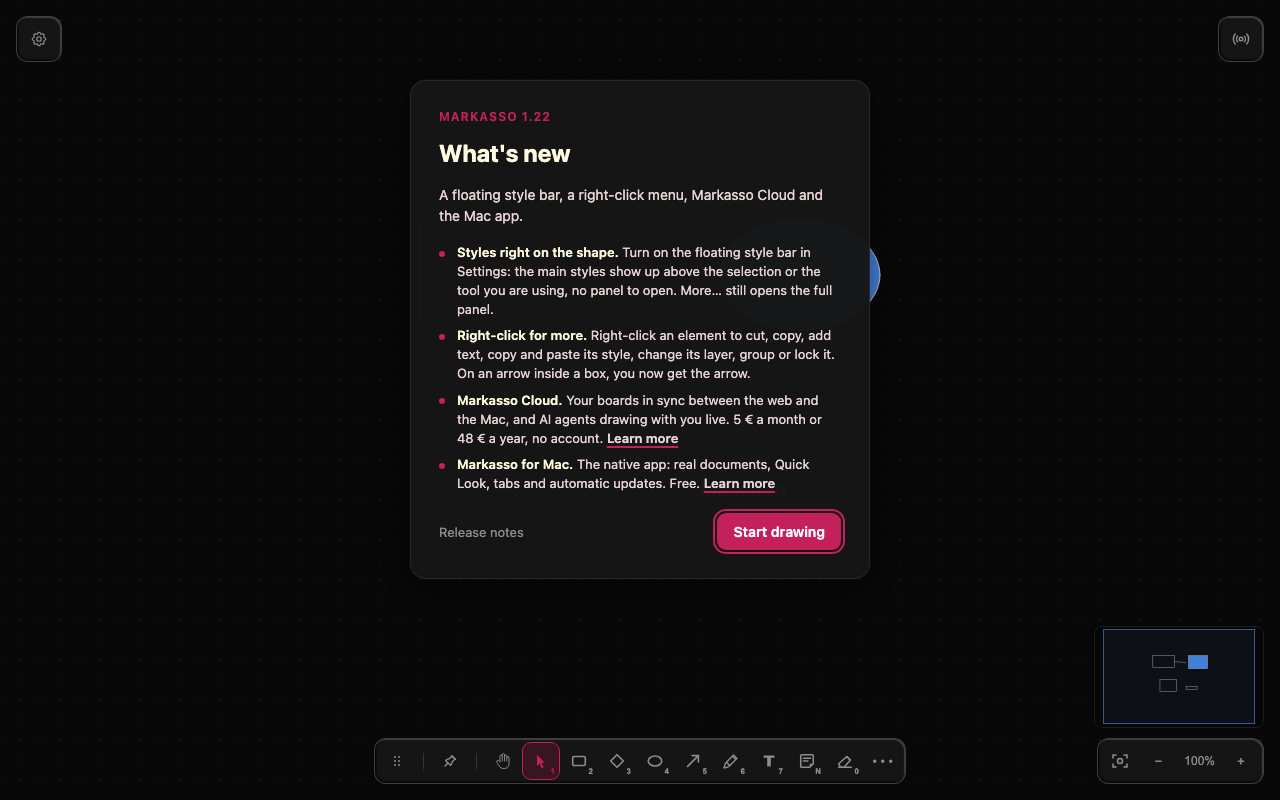 MARKASSO 1.22
What's new
A floating style bar, a right-click menu, Markasso Cloud and
the Mac app.
Styles right on the shape. Turn on the floating style bar in
Settings: the main styles show up above the selection or the
tool you are using, no panel to open. More... still opens the full
panel.
Right-click for more. Right-click an element to cut, copy, add
text, copy and paste its style, change its layer, group or lock it.
On an arrow inside a box, you now get the arrow.
Markasso Cloud. Your boards in sync between the web and
the Mac, and AI agents drawing with you live. 5 € a month or
48 € a year, no account. Learn more
Markasso for Mac. The native app: real documents, Quick
Look, tabs and automatic updates. Free. Learn more
Release notes
Start drawing
1 2 3 4 5 6 T 7 N 0
− 100% +